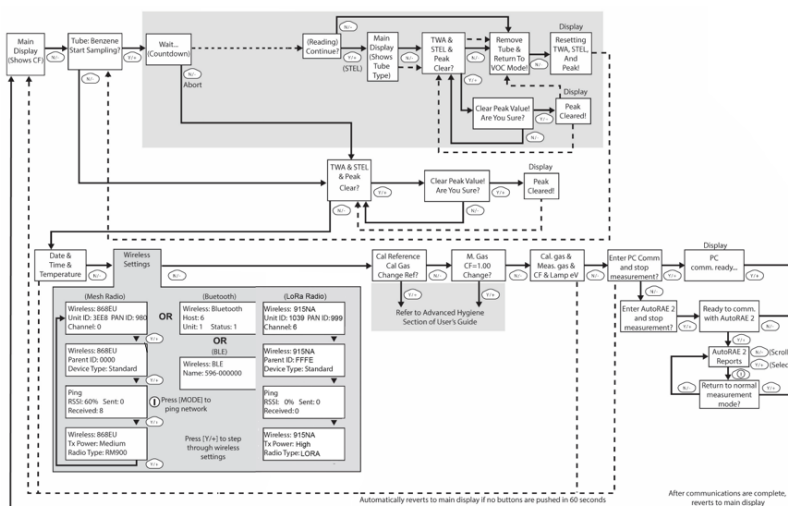 Main
Display
(Shows CF)
N/-
Tube: Benzene
Start Sampling?
Y/+
N/-
Wait...
(Countdown)
N/-
Abort
(Reading)
Continue?
Y/+
(STEL)
N/-
Main
Display
(Shows
Tube
Type)
N/-
TWA &
STEL &
Peak
Clear?
N/-
Y/+
Remove
Tube &
Return To
VOC Mode!
N/-
Y/+
Display
Resetting
TWA, STEL,
And
Peak!
Clear Peak Value!
Are You Sure?
Y/+
N/-
Peak
Cleared!
TWA & STEL
& Peak
Clear?
Y/+
N/-
Clear Peak Value!
Are You Sure?
Y/+
N/-
Display
Peak
Cleared!
Date &
Time &
Temperature
N/-
Wireless
Settings
N/-
(Mesh Radio)
Wireless: 868EU
Unit ID: 3EE8 PAN ID: 980
Channel: 0
Y/+
Wireless: 868EU
Parent ID: 0000
Device Type: Standard
Y/+
Ping
RSSI: 60% Sent: 0
Received: 8
Y/+
Wireless: 868EU
Tx Power: Medium
Radio Type: RM900
Y/+
OR
(Buetooth)
Wireless: Bluetooth
Host: 6
Unit: 1 Status: 1
OR
(BLE)
Wireless: BLE
Name: S96-000000
Press [MODE] to
ping network
Press [Y/+] to step
through wireless
settings
OR
(LoRa Radio)
Wireless: 915NA
Unit ID: 1039 PAN ID: 999
Channel: 6
Wireless: 915NA
Parent ID: FFFE
Device Type: Standard
Ping
RSSI: 0% Sent: 0
Received: 0
Wireless: 915NA
Tx Power: High
Radio Type: LORA
Cal Reference
Cal Gas
Change Ref?
N/-
Y/+
M. Gas
CF=1.00
Change?
N/-
Y/+
Refer to Advanced Hygiene
Section of User's Guide
Cal. gas &
Meas. gas &
CF & Lamp eV
N/-
Enter PC Comm
and stop
measurement?
Y/+
N/-
Display
PC
comm. ready...
Enter AutoRAE 2
and stop
measurement?
Y/+
Ready to comm.
with AutoRAE 2
N/-
Y/+
AutoRAE 2
Reports
N/-
(Scroll
Y/+
(Selec
Return to normal
measurement
mode?
N/-
Y/+
Automatically reverts to main display if no buttons are pushed in 60 seconds
After communications are complete,
reverts to main display